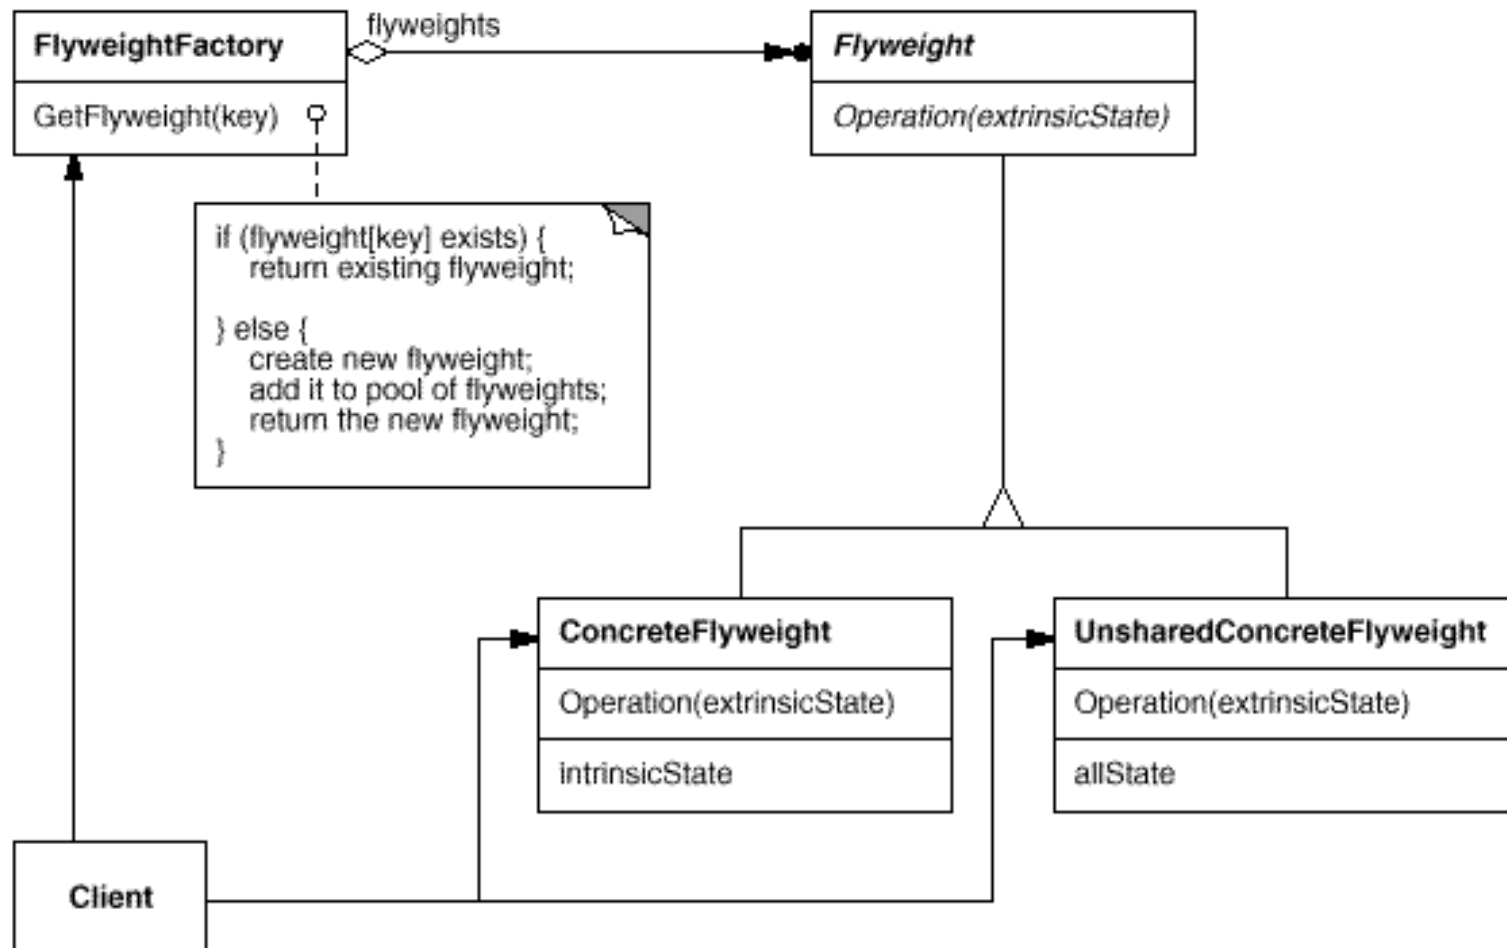 flyweights
FlyweightFactory
GetFlyweight(key)
Flyweight
Operation(extrinsicState)
if (flyweight[key] exists) {
return existing flyweight;
} else {
create new flyweight;
add it to pool of flyweights;
return the new flyweight;
}
ConcreteFlyweight
Operation(extrinsicState)
intrinsicState
UnsharedConcreteFlyweight
Operation(extrinsicState)
allState
Client